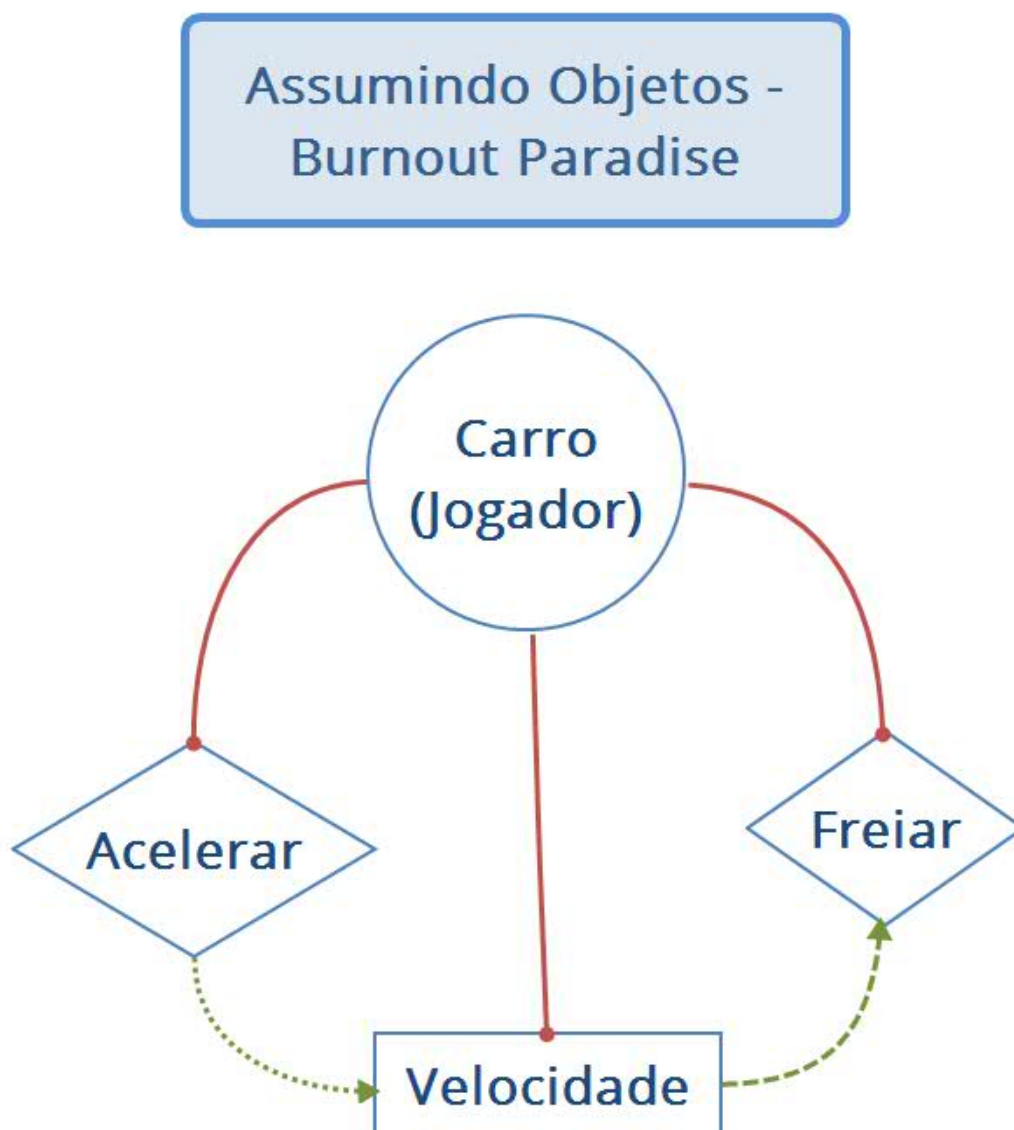 Assumindo Objetos -
Burnout Paradise
Carro
(Jogador)
Acelerar
Freiar
Velocidade